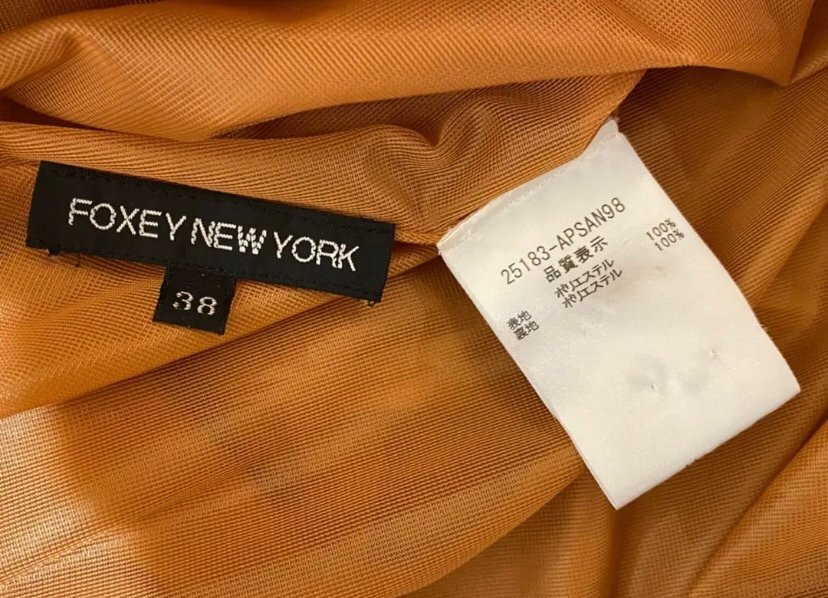 FOXEY NEW YORK
38
25183-APSAN98
品質表示
表地 ポリエステル 100%
裏地 ポリエステル 100%